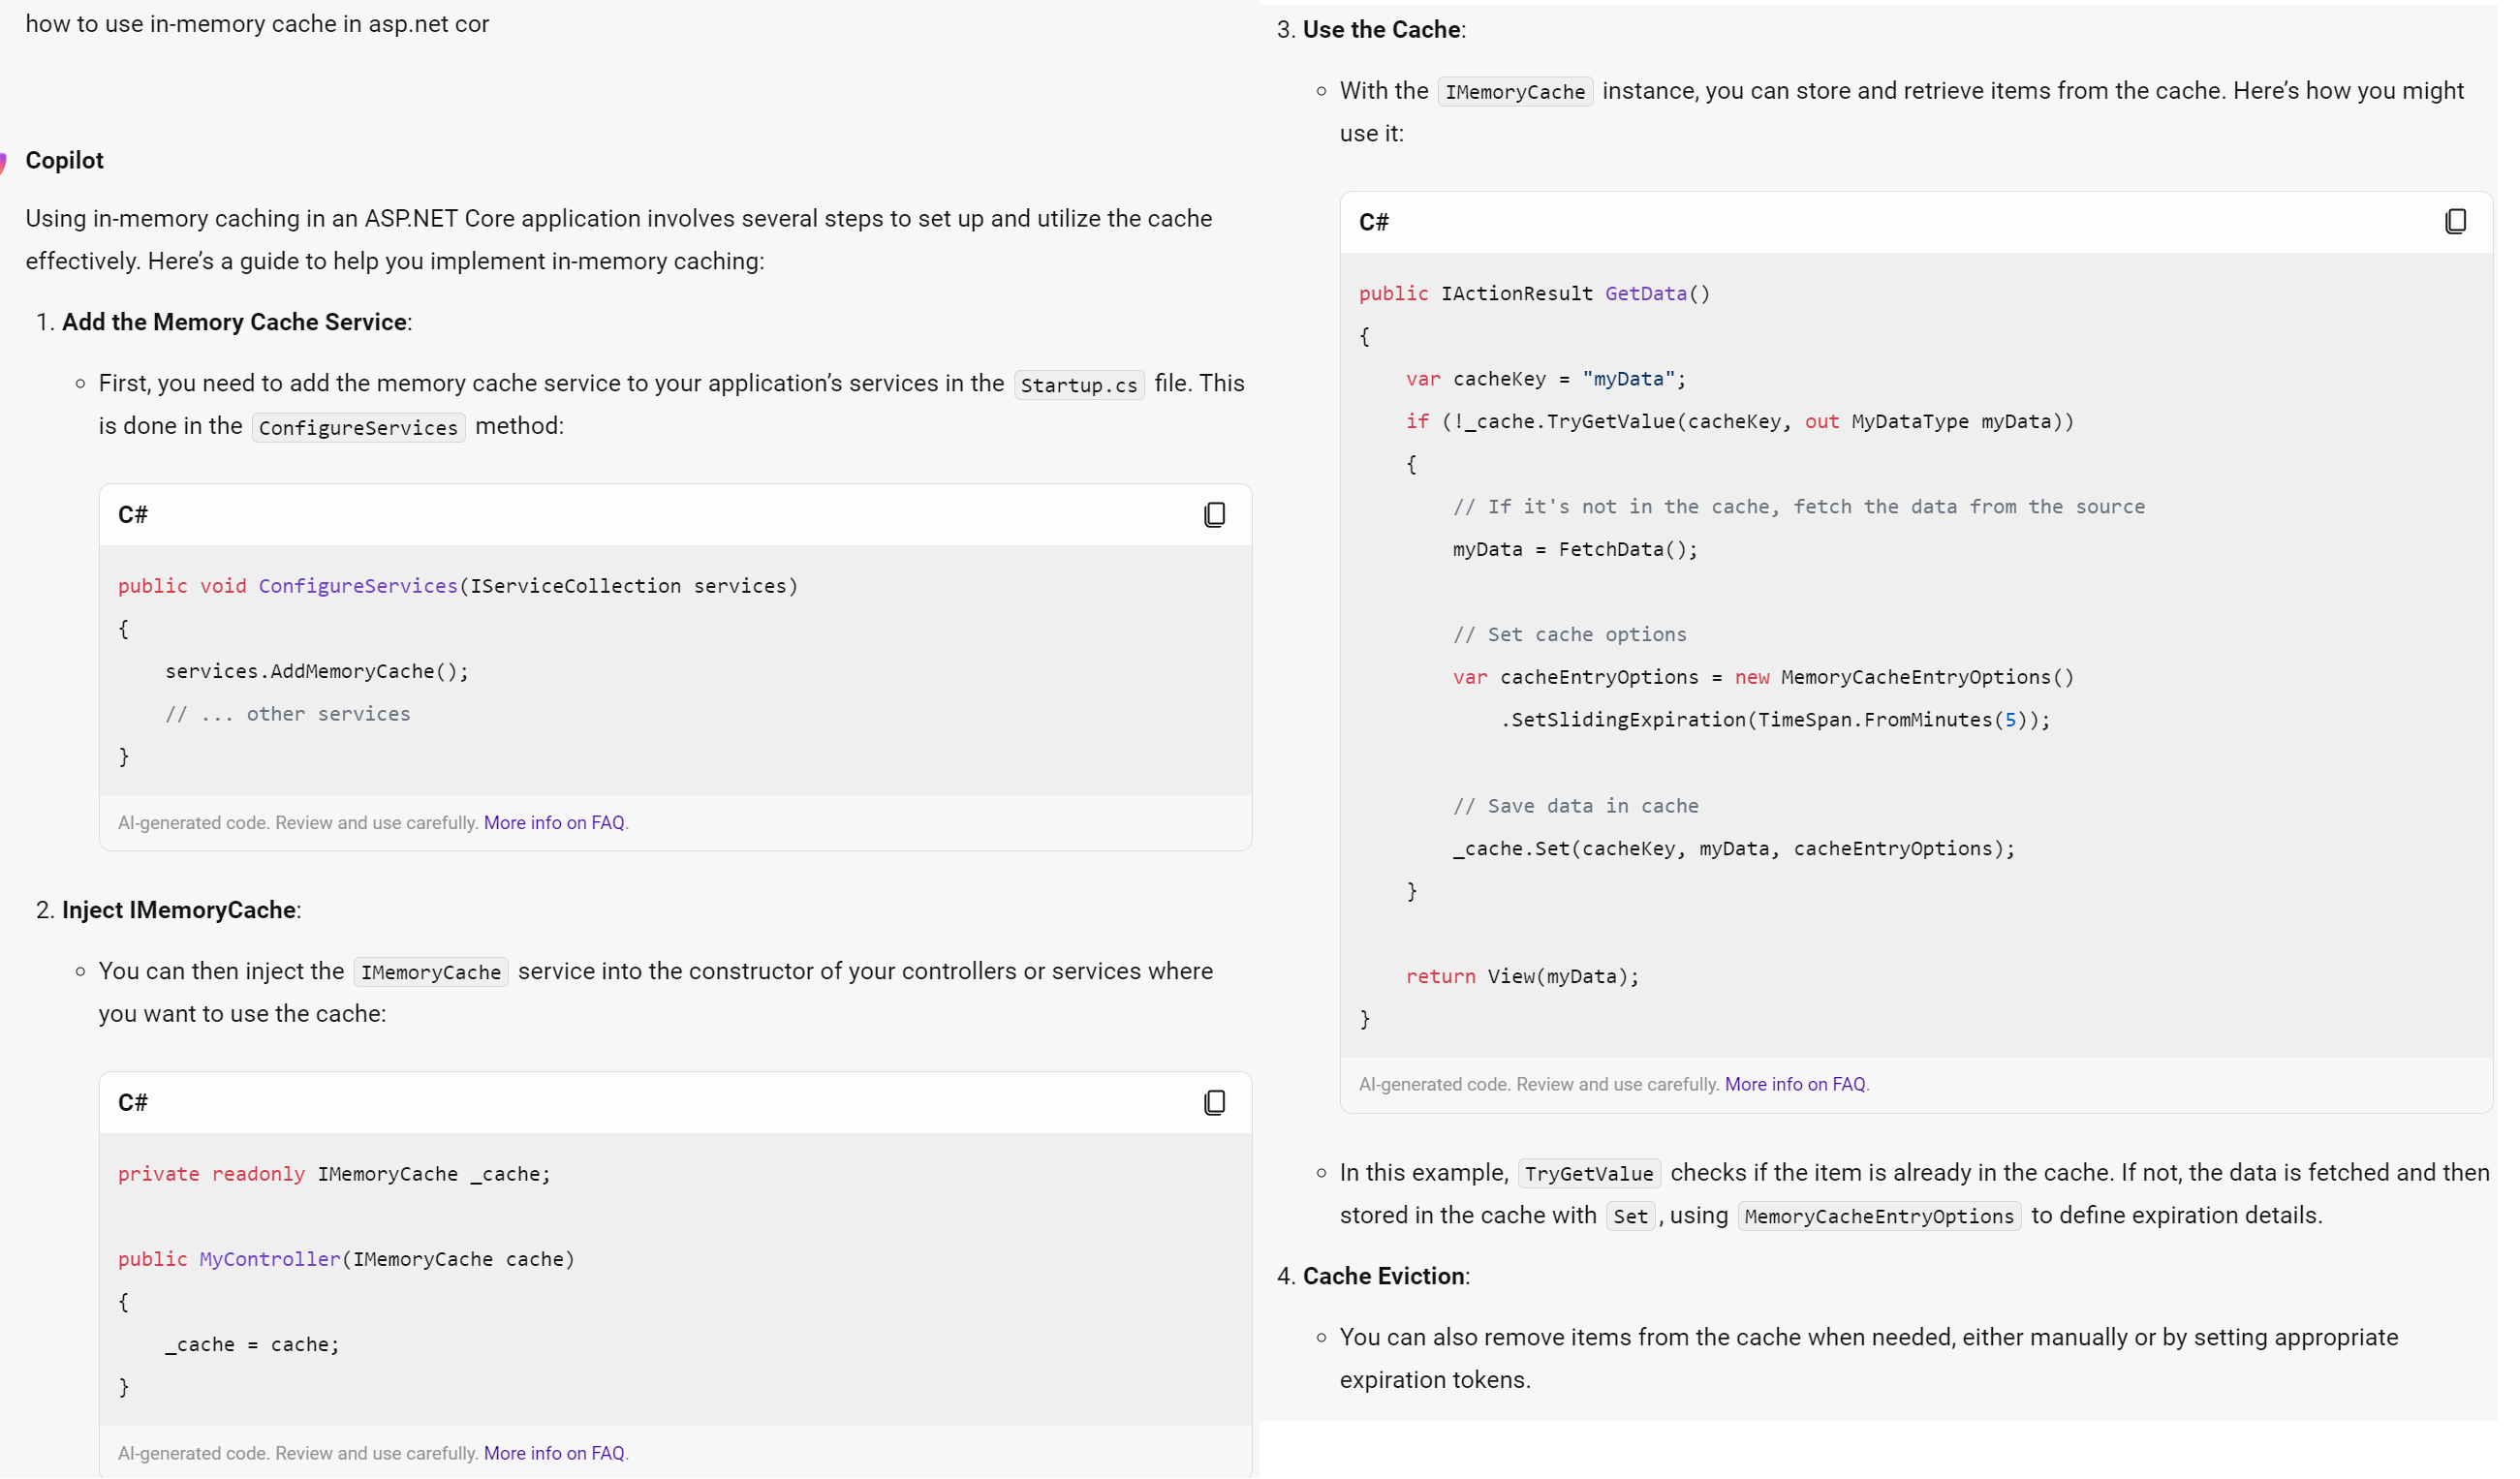 how to use in-memory cache in asp.net cor
Copilot
Using in-memory caching in an ASP.NET Core application involves several steps to set up and utilize the cache
effectively. Here’s a guide to help you implement in-memory caching:
1. Add the Memory Cache Service:
○ First, you need to add the memory cache service to your application’s services in the Startup.cs file. This
is done in the ConfigureServices method:
C#
public void ConfigureServices(IServiceCollection services)
{
    services.AddMemoryCache();
    // ... other services
}
AI-generated code. Review and use carefully. More info on FAQ.
2. Inject IMemoryCache:
○ You can then inject the IMemoryCache service into the constructor of your controllers or services where
you want to use the cache:
C#
private readonly IMemoryCache _cache;
public MyController(IMemoryCache cache)
{
    _cache = cache;
}
AI-generated code. Review and use carefully. More info on FAQ.
3. Use the Cache:
○ With the IMemoryCache instance, you can store and retrieve items from the cache. Here’s how you might
use it:
C#
public IActionResult GetData()
{
    var cacheKey = "myData";
    if (!_cache.TryGetValue(cacheKey, out MyDataType myData))
    {
        // If it's not in the cache, fetch the data from the source
        myData = FetchData();
        // Set cache options
        var cacheEntryOptions = new MemoryCacheEntryOptions()
            .SetSlidingExpiration(TimeSpan.FromMinutes(5));
        // Save data in cache
        _cache.Set(cacheKey, myData, cacheEntryOptions);
    }
    return View(myData);
}
AI-generated code. Review and use carefully. More info on FAQ.
○ In this example, TryGetValue checks if the item is already in the cache. If not, the data is fetched and then
stored in the cache with Set , using MemoryCacheEntryOptions to define expiration details.
4. Cache Eviction:
○ You can also remove items from the cache when needed, either manually or by setting appropriate
expiration tokens.